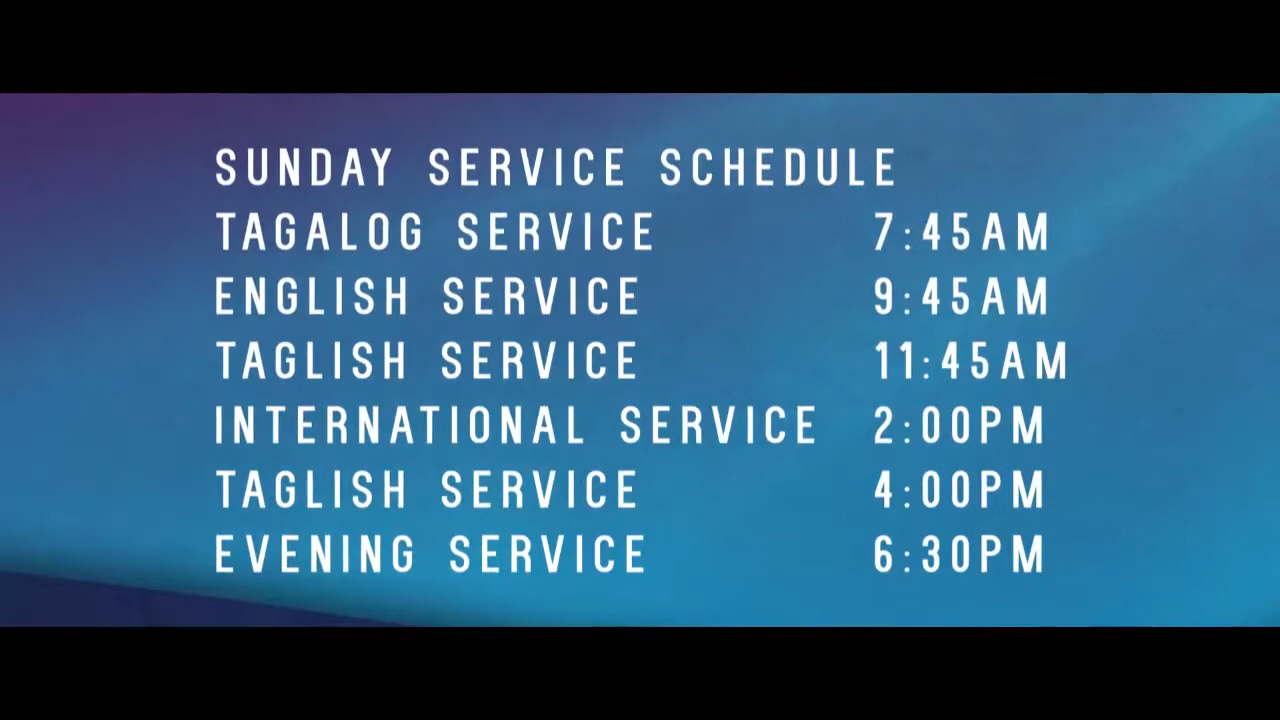 SUNDAY SERVICE SCHEDULE
TAGALOG SERVICE 7:45AM
ENGLISH SERVICE 9:45AM
TAGLISH SERVICE 11:45AM
INTERNATIONAL SERVICE 2:00PM
TAGLISH SERVICE 4:00PM
EVENING SERVICE 6:30PM